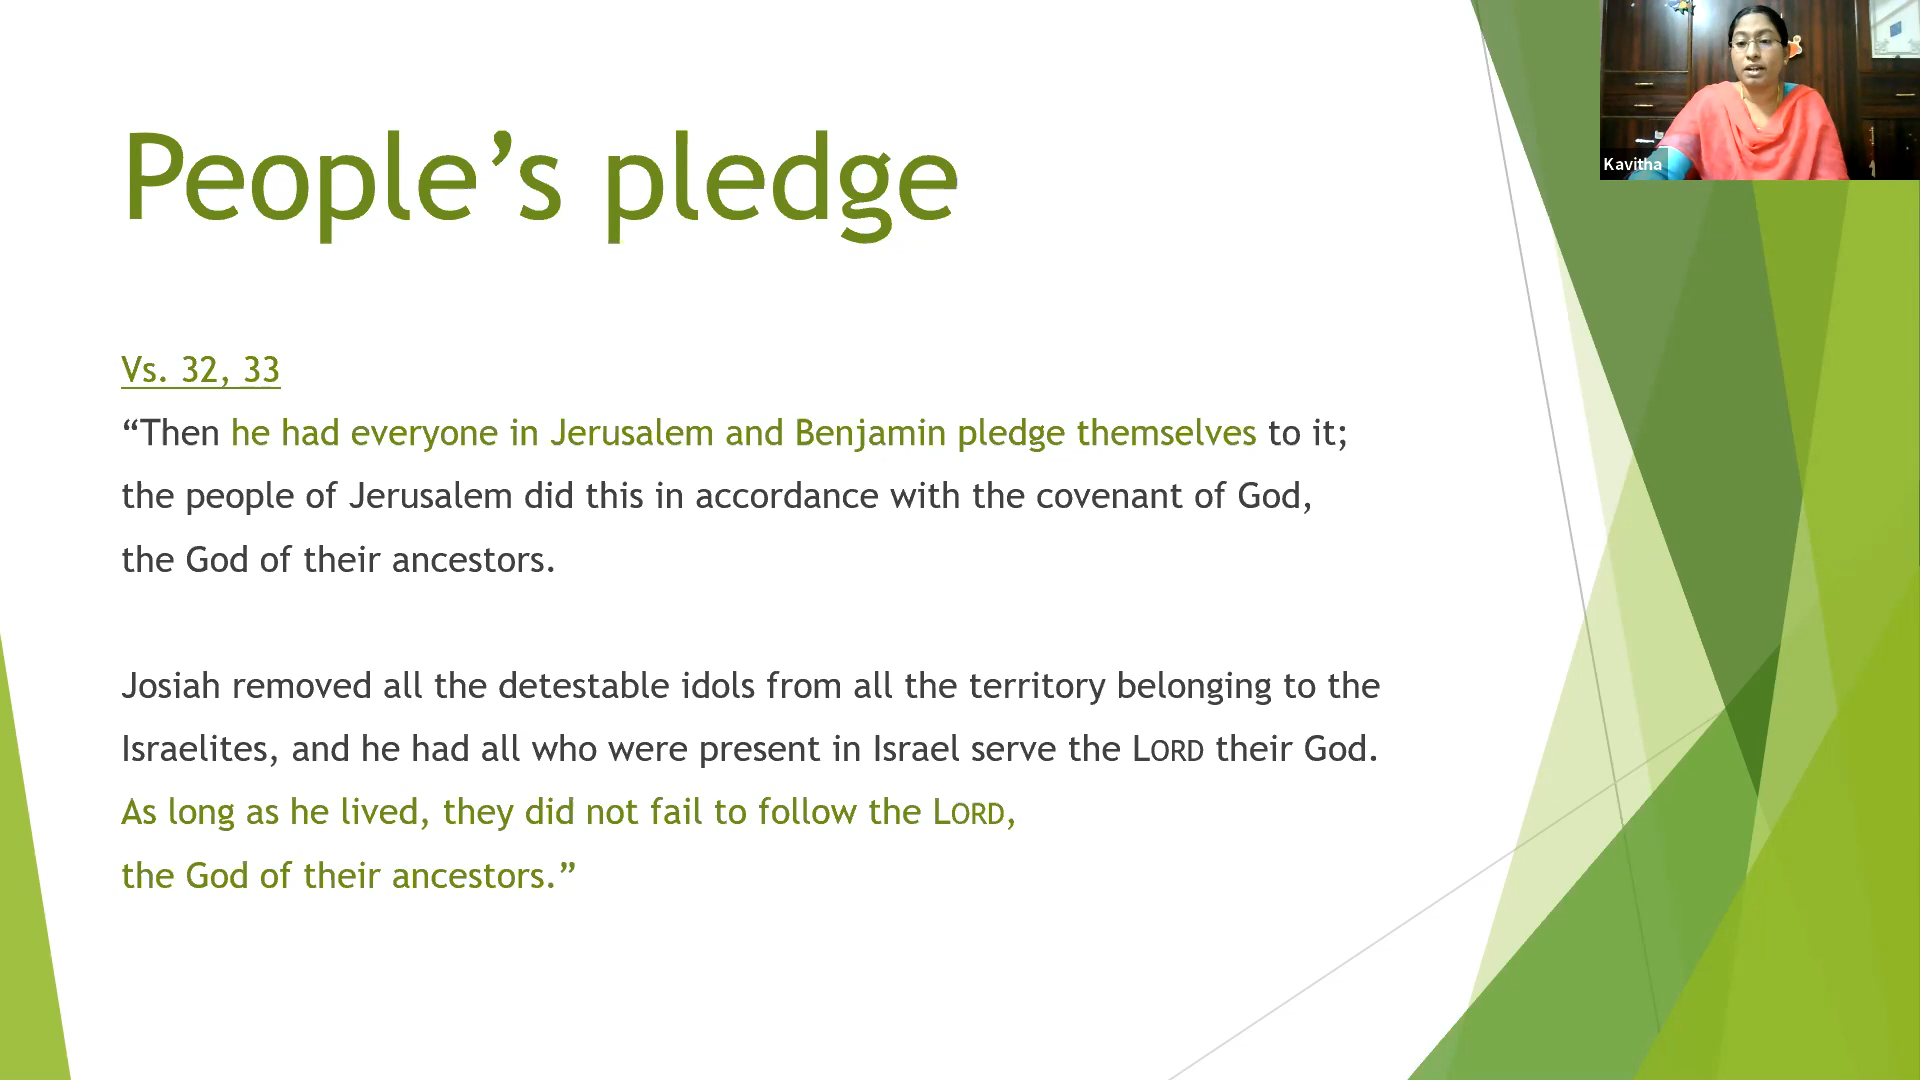 People’s pledge
Kavitha
Vs. 32, 33
“Then he had everyone in Jerusalem and Benjamin pledge themselves to it;
the people of Jerusalem did this in accordance with the covenant of God,
the God of their ancestors.
Josiah removed all the detestable idols from all the territory belonging to the
Israelites, and he had all who were present in Israel serve the LORD their God.
As long as he lived, they did not fail to follow the LORD,
the God of their ancestors.”